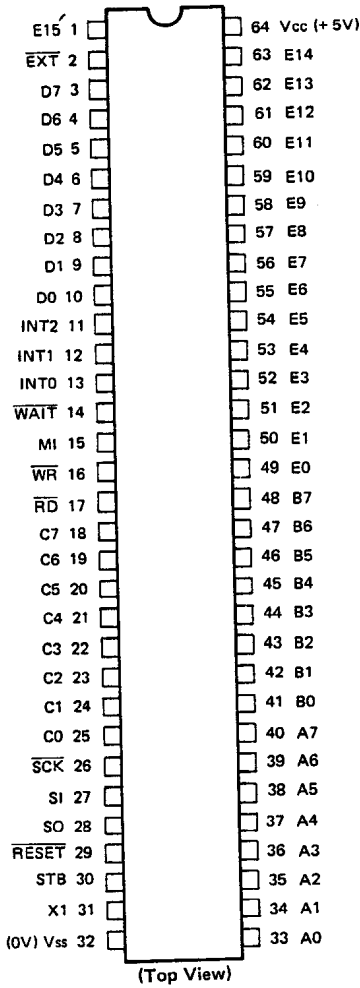 E15 1 64 Vcc (+5V)
EXT 2 63 E14
D7 3 62 E13
D6 4 61 E12
D5 5 60 E11
D4 6 59 E10
D3 7 58 E9
D2 8 57 E8
D1 9 56 E7
D0 10 55 E6
INT2 11 54 E5
INT1 12 53 E4
INT0 13 52 E3
WAIT 14 51 E2
MI 15 50 E1
WR 16 49 E0
RD 17 48 B7
C7 18 47 B6
C6 19 46 B5
C5 20 45 B4
C4 21 44 B3
C3 22 43 B2
C2 23 42 B1
C1 24 41 B0
C0 25 40 A7
SCK 26 39 A6
SI 27 38 A5
SO 28 37 A4
RESET 29 36 A3
STB 30 35 A2
X1 31 34 A1
(0V) Vss 32 33 A0
(Top View)